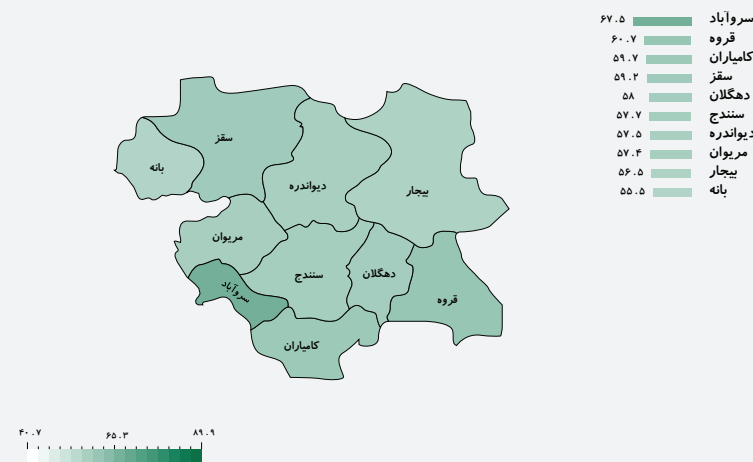 سروآباد ۶۷.۵
قروه ۶۰.۷
کامیاران ۵۹.۷
سقز ۵۹.۲
دهگلان ۵۸
سنندج ۵۷.۷
دیواندره ۵۷.۵
مریوان ۵۷.۴
بیجار ۵۶.۵
بانه ۵۵.۵
سقز
بانه
دیواندره
بیجار
مریوان
سنندج
دهگلان
سروآباد
قروه
کامیاران
۴۰.۷ ۶۵.۳ ۸۹.۹